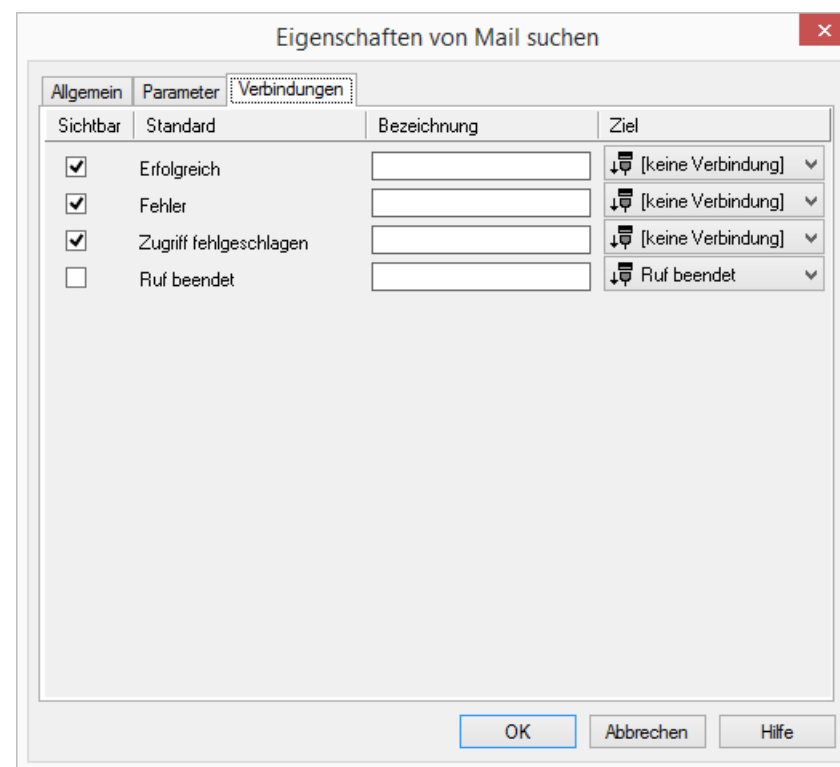 Eigenschaften von Mail suchen
Allgemein Parameter Verbindungen
Sichtbar Standard Bezeichnung Ziel
Erfolgreich [keine Verbindung]
Fehler [keine Verbindung]
Zugriff fehlgeschlagen [keine Verbindung]
Ruf beendet Ruf beendet
OK Abbrechen Hilfe